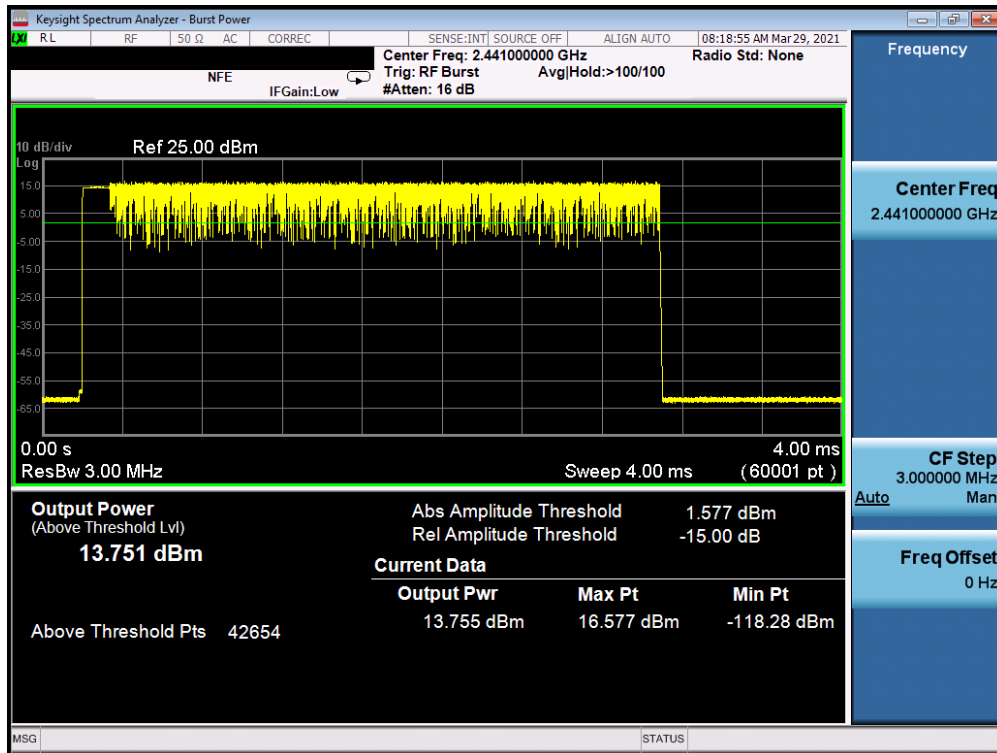 Keysight Spectrum Analyzer - Burst Power
LXI RL RF 50 Ω AC CORREC SENSE:INT SOURCE OFF ALIGN AUTO 08:18:55 AM Mar 29, 2021
Center Freq: 2.441000000 GHz Radio Std: None
NFE Trig: RF Burst Avg|Hold:>100/100
IFGain:Low #Atten: 16 dB
10 dB/div Ref 25.00 dBm
Log
15.0
5.00
-5.00
-15.0
-25.0
-35.0
-45.0
-55.0
-65.0
0.00 s 4.00 ms
ResBw 3.00 MHz Sweep 4.00 ms (60001 pt)
Output Power
(Above Threshold Lvl)
13.751 dBm
Above Threshold Pts 42654
Abs Amplitude Threshold 1.577 dBm
Rel Amplitude Threshold -15.00 dB
Current Data
Output Pwr Max Pt Min Pt
13.755 dBm 16.577 dBm -118.28 dBm
Frequency
Center Freq
2.441000000 GHz
CF Step
3.000000 MHz
Auto Man
Freq Offset
0 Hz
MSG STATUS